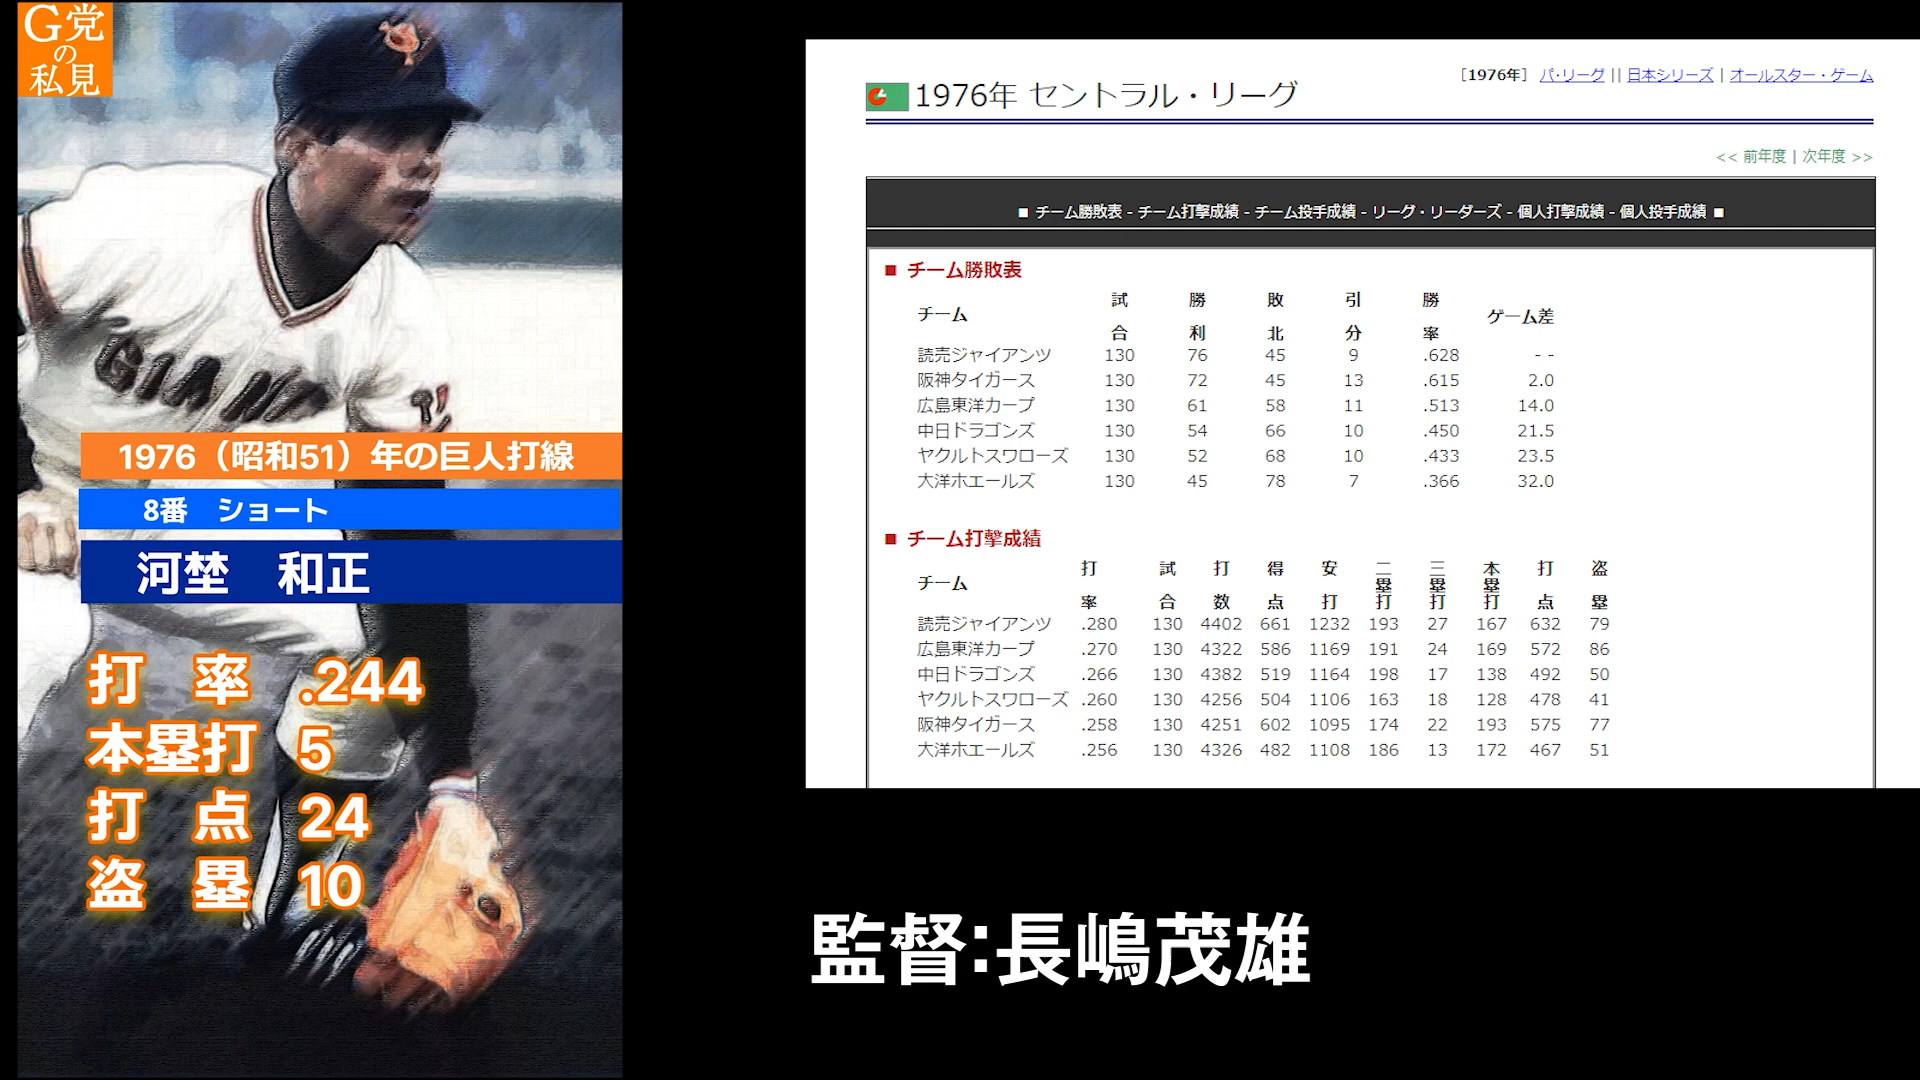 G党
の
私見
GIANTS
1976（昭和51）年の巨人打線
8番　ショート
河埜　和正
打　率　.244
本塁打　5
打　点　24
盗　塁　10
［1976年］ パ・リーグ || 日本シリーズ | オールスター・ゲーム
1976年 セントラル・リーグ
<< 前年度 | 次年度 >>
■ チーム勝敗表 - チーム打撃成績 - チーム投手成績 - リーグ・リーダーズ - 個人打撃成績 - 個人投手成績 ■
■ チーム勝敗表
チーム 試合 勝利 敗北 引分 勝率 ゲーム差
読売ジャイアンツ 130 76 45 9 .628 - -
阪神タイガース 130 72 45 13 .615 2.0
広島東洋カープ 130 61 58 11 .513 14.0
中日ドラゴンズ 130 54 66 10 .450 21.5
ヤクルトスワローズ 130 52 68 10 .433 23.5
大洋ホエールズ 130 45 78 7 .366 32.0
■ チーム打撃成績
チーム 打率 試合 打数 得点 安打 二塁打 三塁打 本塁打 打点 盗塁
読売ジャイアンツ .280 130 4402 661 1232 193 27 167 632 79
広島東洋カープ .270 130 4322 586 1169 191 24 169 572 86
中日ドラゴンズ .266 130 4382 519 1164 198 17 138 492 50
ヤクルトスワローズ .260 130 4256 504 1106 163 18 128 478 41
阪神タイガース .258 130 4251 602 1095 174 22 193 575 77
大洋ホエールズ .256 130 4326 482 1108 186 13 172 467 51
監督:長嶋茂雄